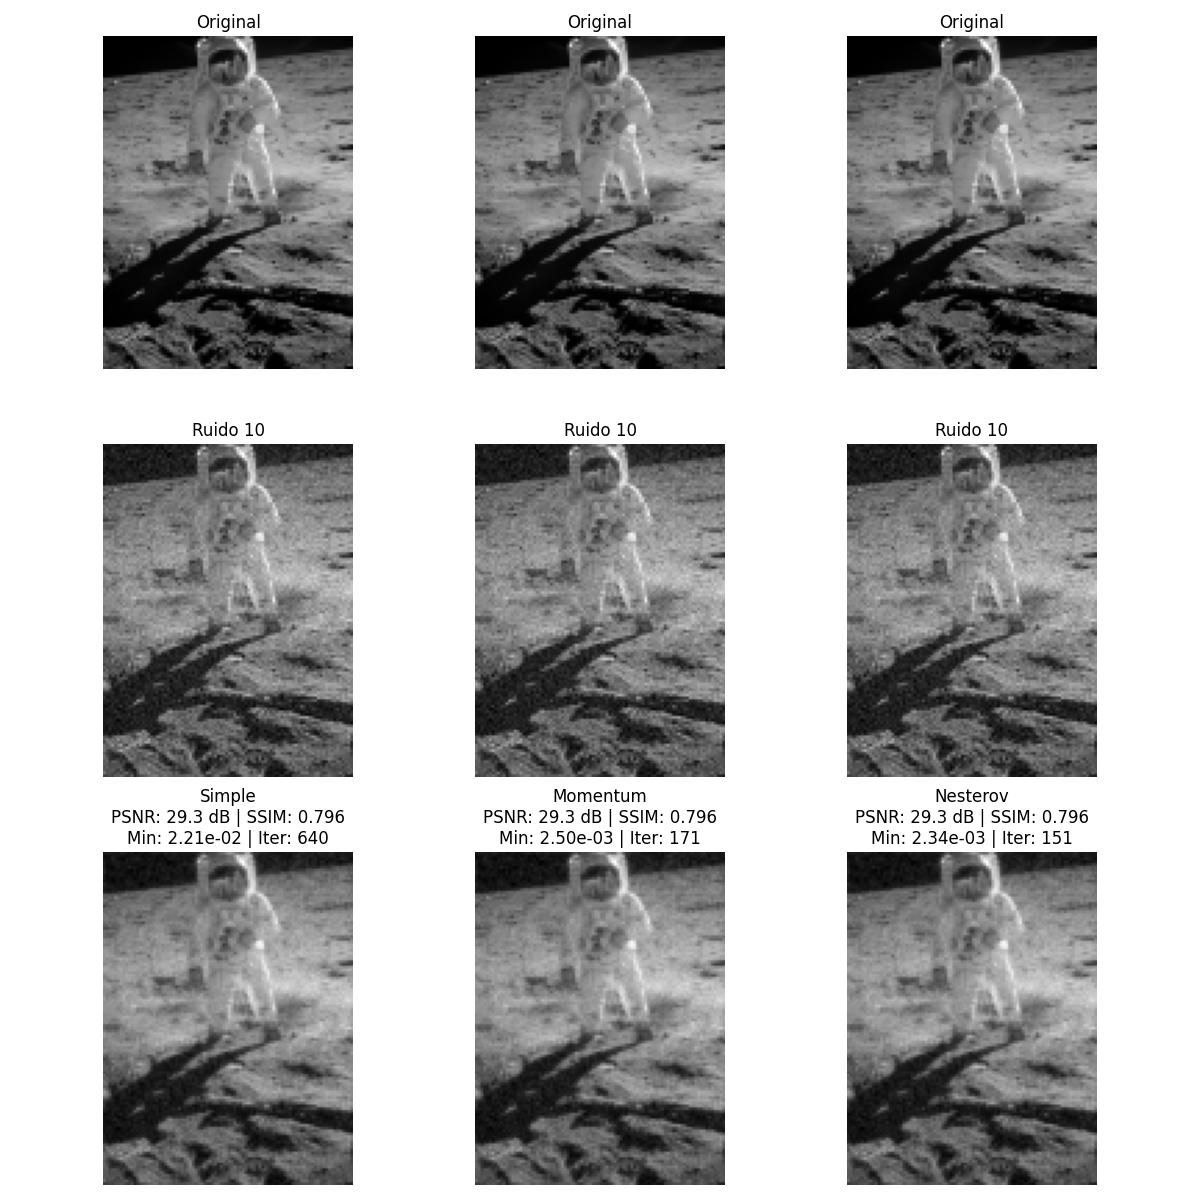 Original
Original
Original
Ruido 10
Ruido 10
Ruido 10
Simple
PSNR: 29.3 dB | SSIM: 0.796
Min: 2.21e-02 | Iter: 640
Momentum
PSNR: 29.3 dB | SSIM: 0.796
Min: 2.50e-03 | Iter: 171
Nesterov
PSNR: 29.3 dB | SSIM: 0.796
Min: 2.34e-03 | Iter: 151